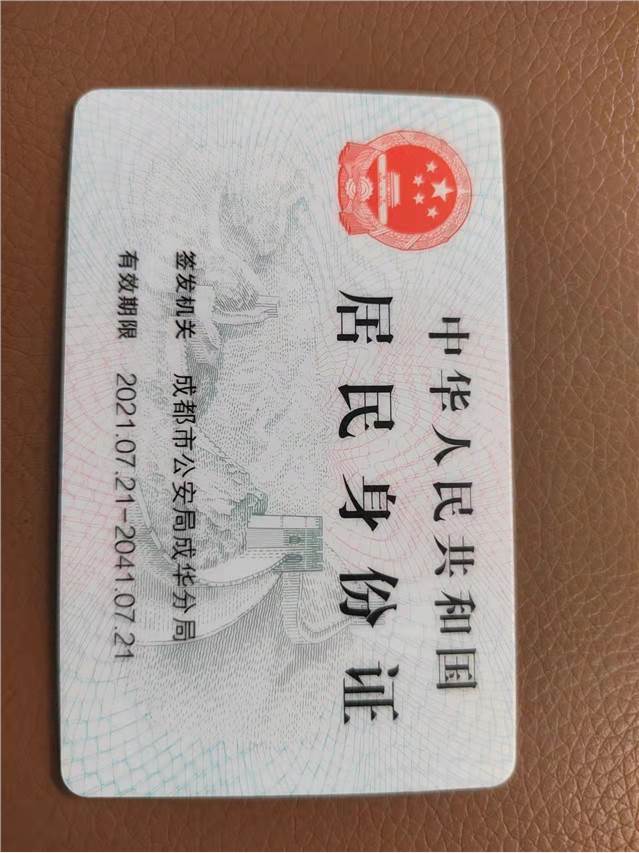 中华人民共和国
居民身份证
签发机关 成都市公安局成华分局
有效期限 2021.07.21-2041.07.21